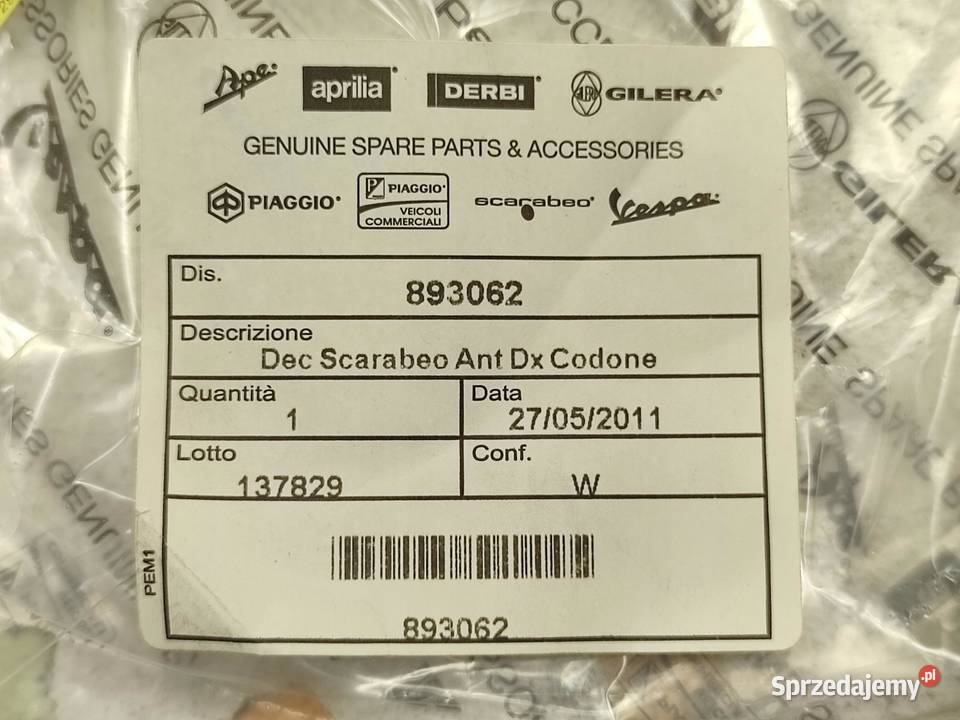 Ape
aprilia
DERBI
GILERA
GENUINE SPARE PARTS & ACCESSORIES
PIAGGIO
PIAGGIO VEICOLI COMMERCIALI
scarabeo
Vespa
Dis.
893062
Descrizione
Dec Scarabeo Ant Dx Codone
Quantità
1
Data
27/05/2011
Lotto
137829
Conf.
W
PEM1
893062
Sprzedajemy.pl